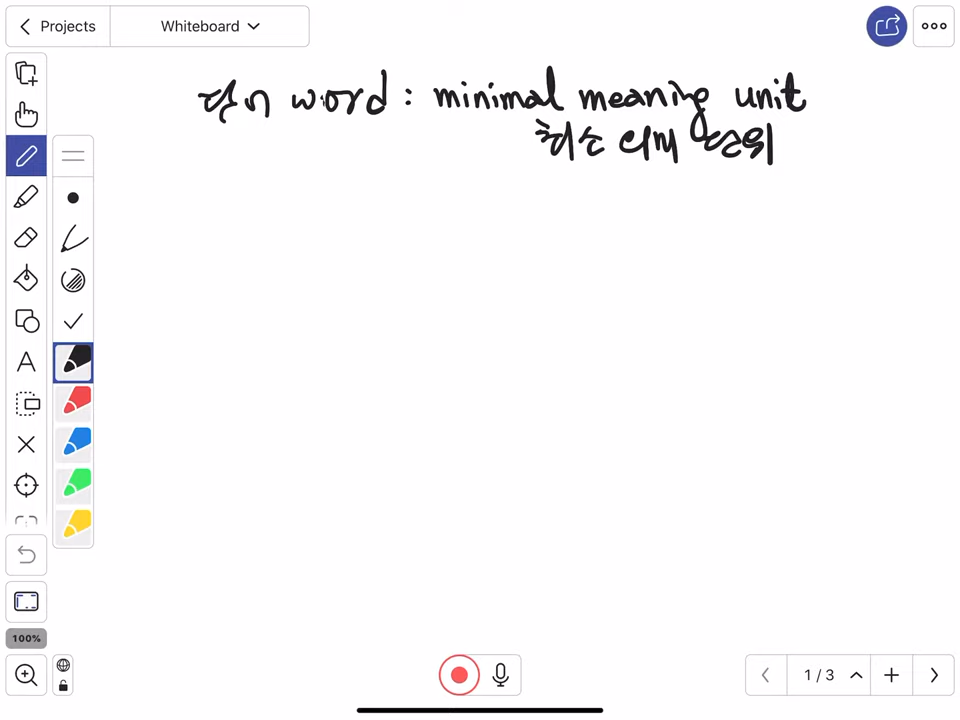 Projects
Whiteboard
단어 word : minimal meaning unit
최소 의미 단위
A
100%
1 / 3